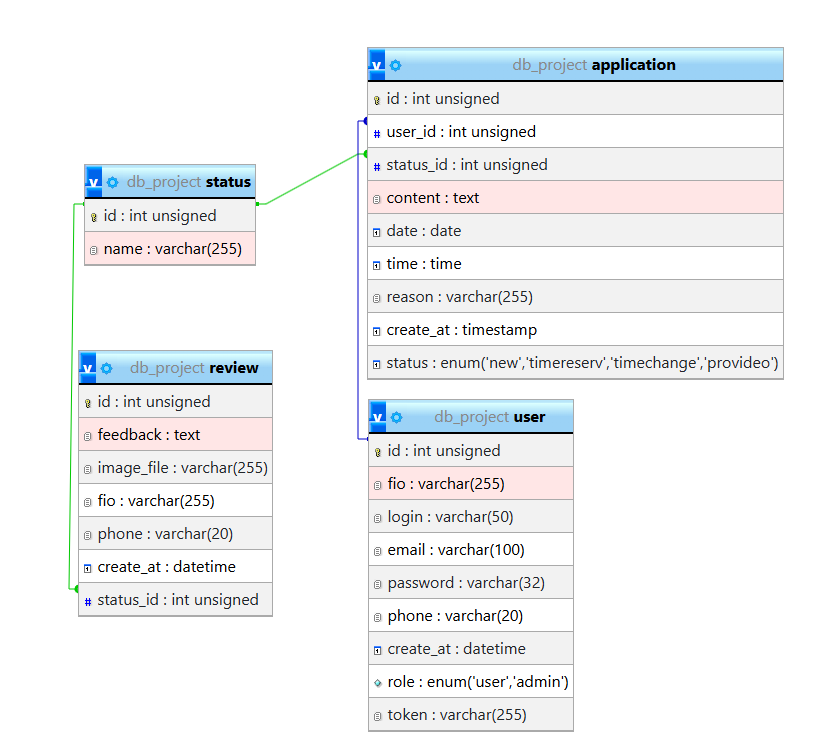 v db_project application
id : int unsigned
# user_id : int unsigned
# status_id : int unsigned
content : text
date : date
time : time
reason : varchar(255)
create_at : timestamp
status : enum('new','timereserv','timechange','provideo')
v db_project status
id : int unsigned
name : varchar(255)
v db_project review
id : int unsigned
feedback : text
image_file : varchar(255)
fio : varchar(255)
phone : varchar(20)
create_at : datetime
# status_id : int unsigned
v db_project user
id : int unsigned
fio : varchar(255)
login : varchar(50)
email : varchar(100)
password : varchar(32)
phone : varchar(20)
create_at : datetime
role : enum('user','admin')
token : varchar(255)